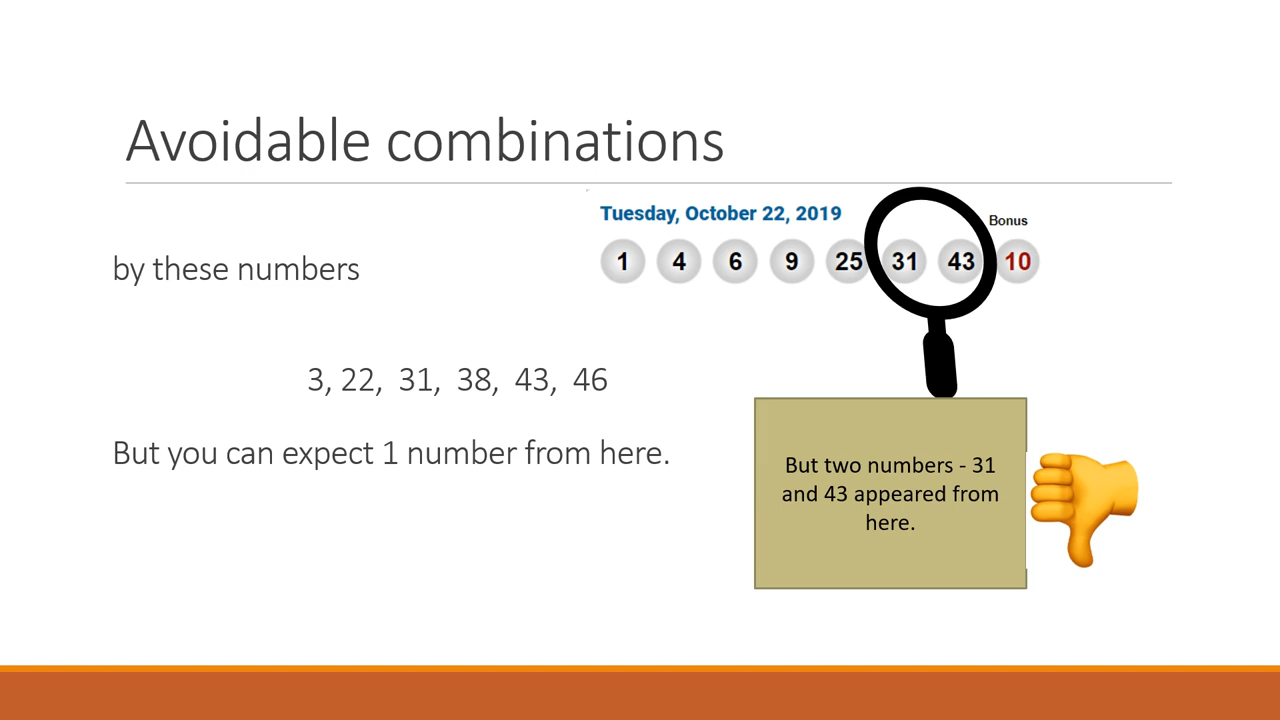 Avoidable combinations
Tuesday, October 22, 2019
Bonus
1 4 6 9 25 31 43 10
by these numbers
3, 22, 31, 38, 43, 46
But you can expect 1 number from here.
But two numbers - 31
and 43 appeared from
here.